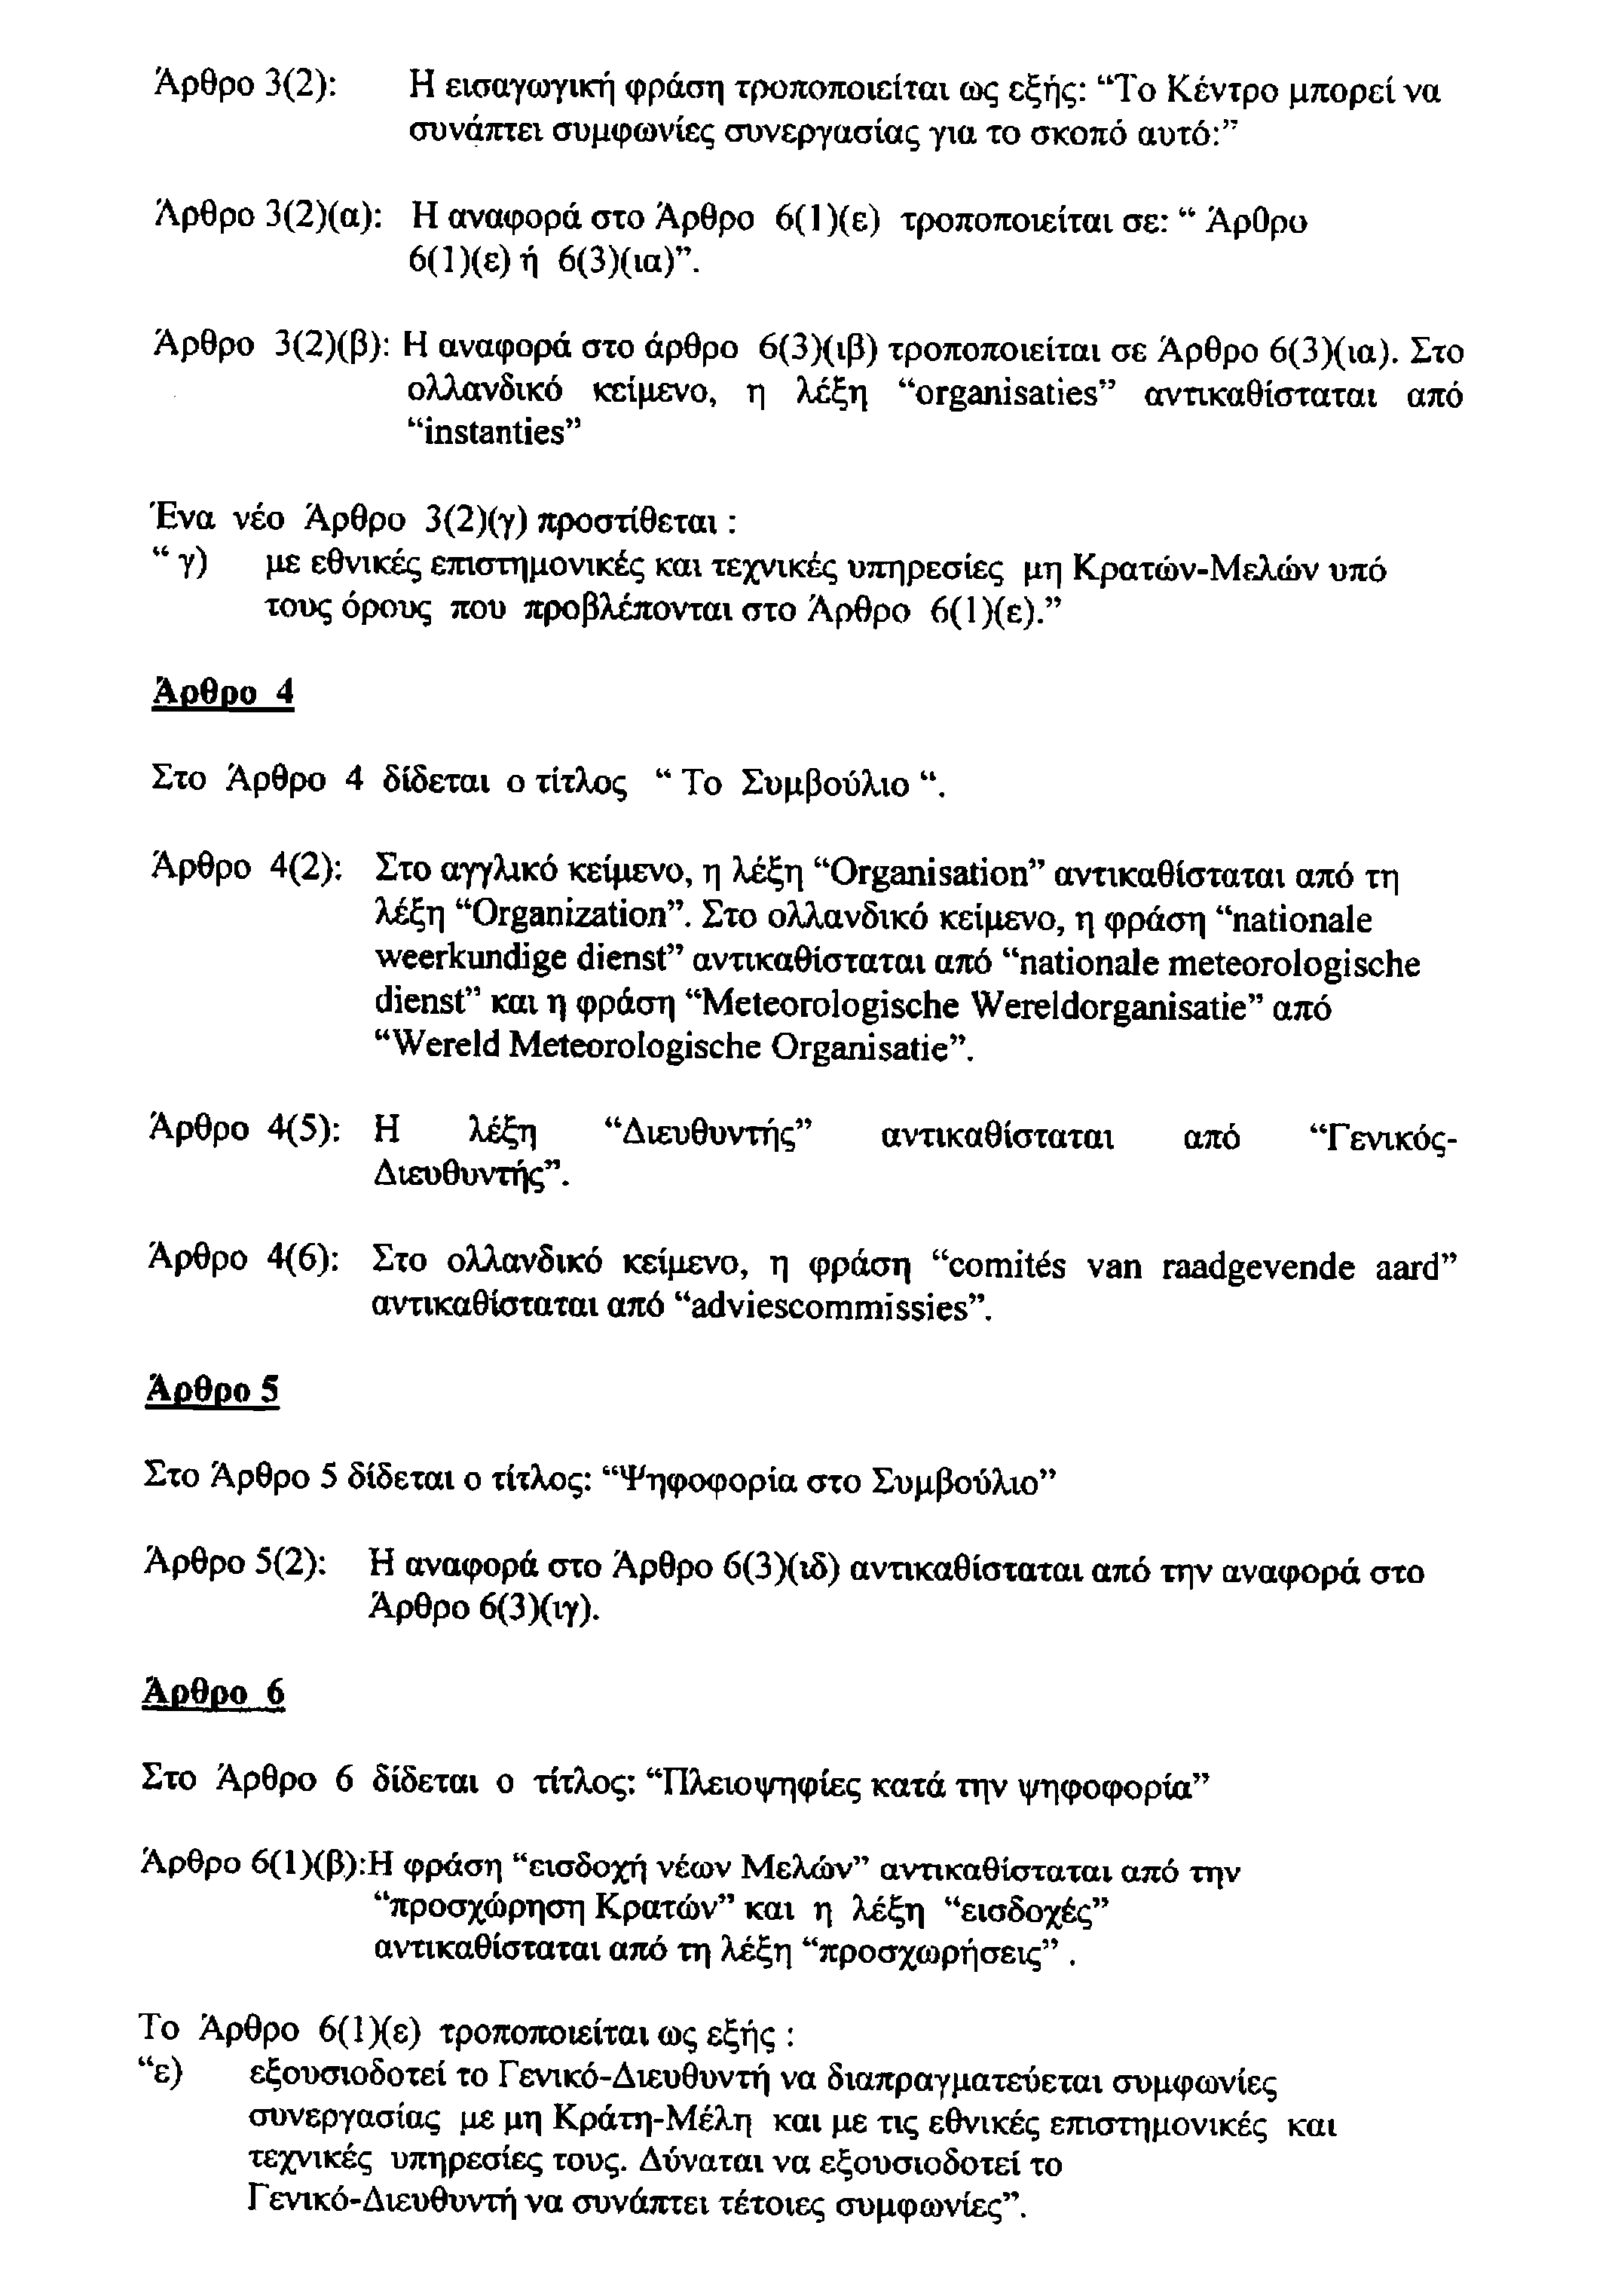 Άρθρο 3(2): Η εισαγωγική φράση τροποποιείται ως εξής: “Το Κέντρο μπορεί να
συνάπτει συμφωνίες συνεργασίας για το σκοπό αυτό:”
Άρθρο 3(2)(α): Η αναφορά στο Άρθρο 6(1)(ε) τροποποιείται σε: “ Άρθρο
6(1)(ε) ή 6(3)(ια)”.
Άρθρο 3(2)(β): Η αναφορά στο άρθρο 6(3)(ιβ) τροποποιείται σε Άρθρο 6(3)(ια). Στο
ολλανδικό κείμενο, η λέξη “organisaties” αντικαθίσταται από
“instanties”
Ένα νέο Άρθρο 3(2)(γ) προστίθεται :
“ γ) με εθνικές επιστημονικές και τεχνικές υπηρεσίες μη Κρατών-Μελών υπό
τους όρους που προβλέπονται στο Άρθρο 6(1)(ε).”
Άρθρο 4
Στο Άρθρο 4 δίδεται ο τίτλος “ Το Συμβούλιο “.
Άρθρο 4(2): Στο αγγλικό κείμενο, η λέξη “Organisation” αντικαθίσταται από τη
λέξη “Organization”. Στο ολλανδικό κείμενο, η φράση “nationale
weerkundige dienst” αντικαθίσταται από “nationale meteorologische
dienst” και η φράση “Meteorologische Wereldorganisatie” από
“Wereld Meteorologische Organisatie”.
Άρθρο 4(5): Η λέξη “Διευθυντής” αντικαθίσταται από “Γενικός-
Διευθυντής”.
Άρθρο 4(6): Στο ολλανδικό κείμενο, η φράση “comités van raadgevende aard”
αντικαθίσταται από “adviescommissies”.
Άρθρο 5
Στο Άρθρο 5 δίδεται ο τίτλος: “Ψηφοφορία στο Συμβούλιο”
Άρθρο 5(2): Η αναφορά στο Άρθρο 6(3)(ιδ) αντικαθίσταται από την αναφορά στο
Άρθρο 6(3)(ιγ).
Άρθρο 6
Στο Άρθρο 6 δίδεται ο τίτλος: “Πλειοψηφίες κατά την ψηφοφορία”
Άρθρο 6(1)(β):Η φράση “εισδοχή νέων Μελών” αντικαθίσταται από την
“προσχώρηση Κρατών” και η λέξη “εισδοχές”
αντικαθίσταται από τη λέξη “προσχωρήσεις” .
Το Άρθρο 6(1)(ε) τροποποιείται ως εξής :
“ε) εξουσιοδοτεί το Γενικό-Διευθυντή να διαπραγματεύεται συμφωνίες
συνεργασίας με μη Κράτη-Μέλη και με τις εθνικές επιστημονικές και
τεχνικές υπηρεσίες τους. Δύναται να εξουσιοδοτεί το
Γενικό-Διευθυντή να συνάπτει τέτοιες συμφωνίες”.